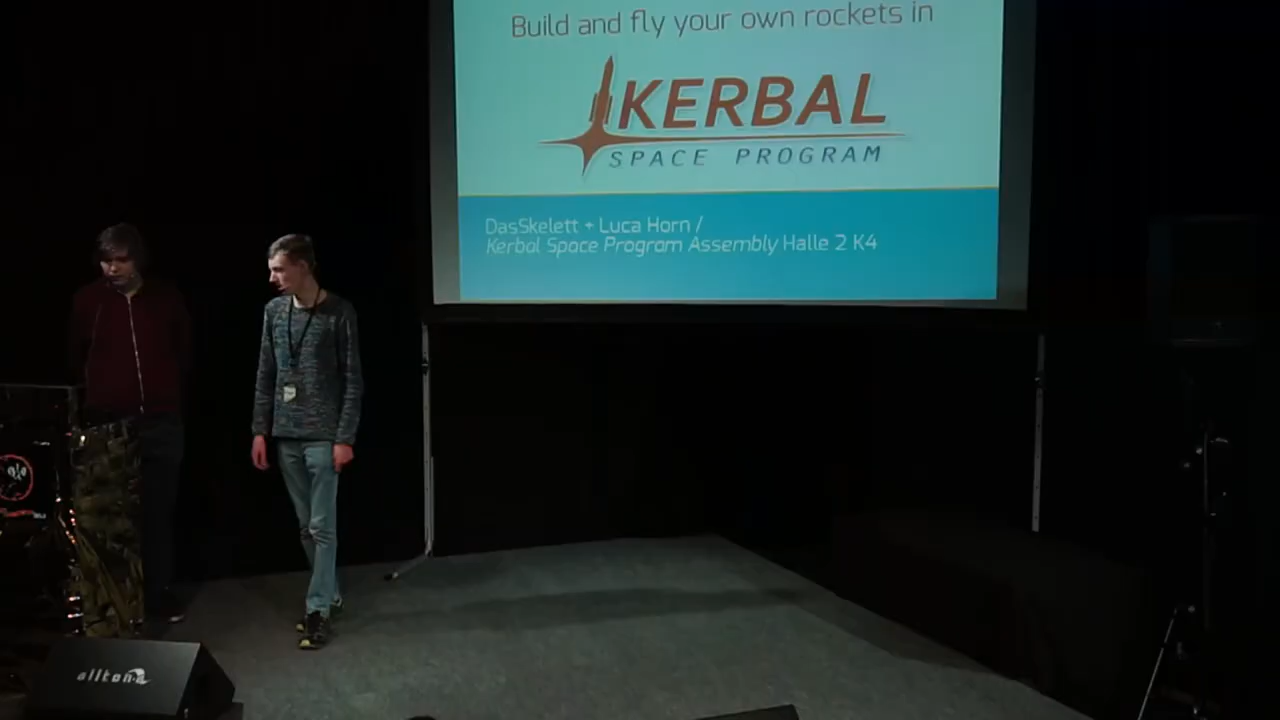 Build and fly your own rockets in
KERBAL
SPACE PROGRAM
DasSkelett + Luca Horn /
Kerbal Space Program Assembly Halle 2 K4
alltone